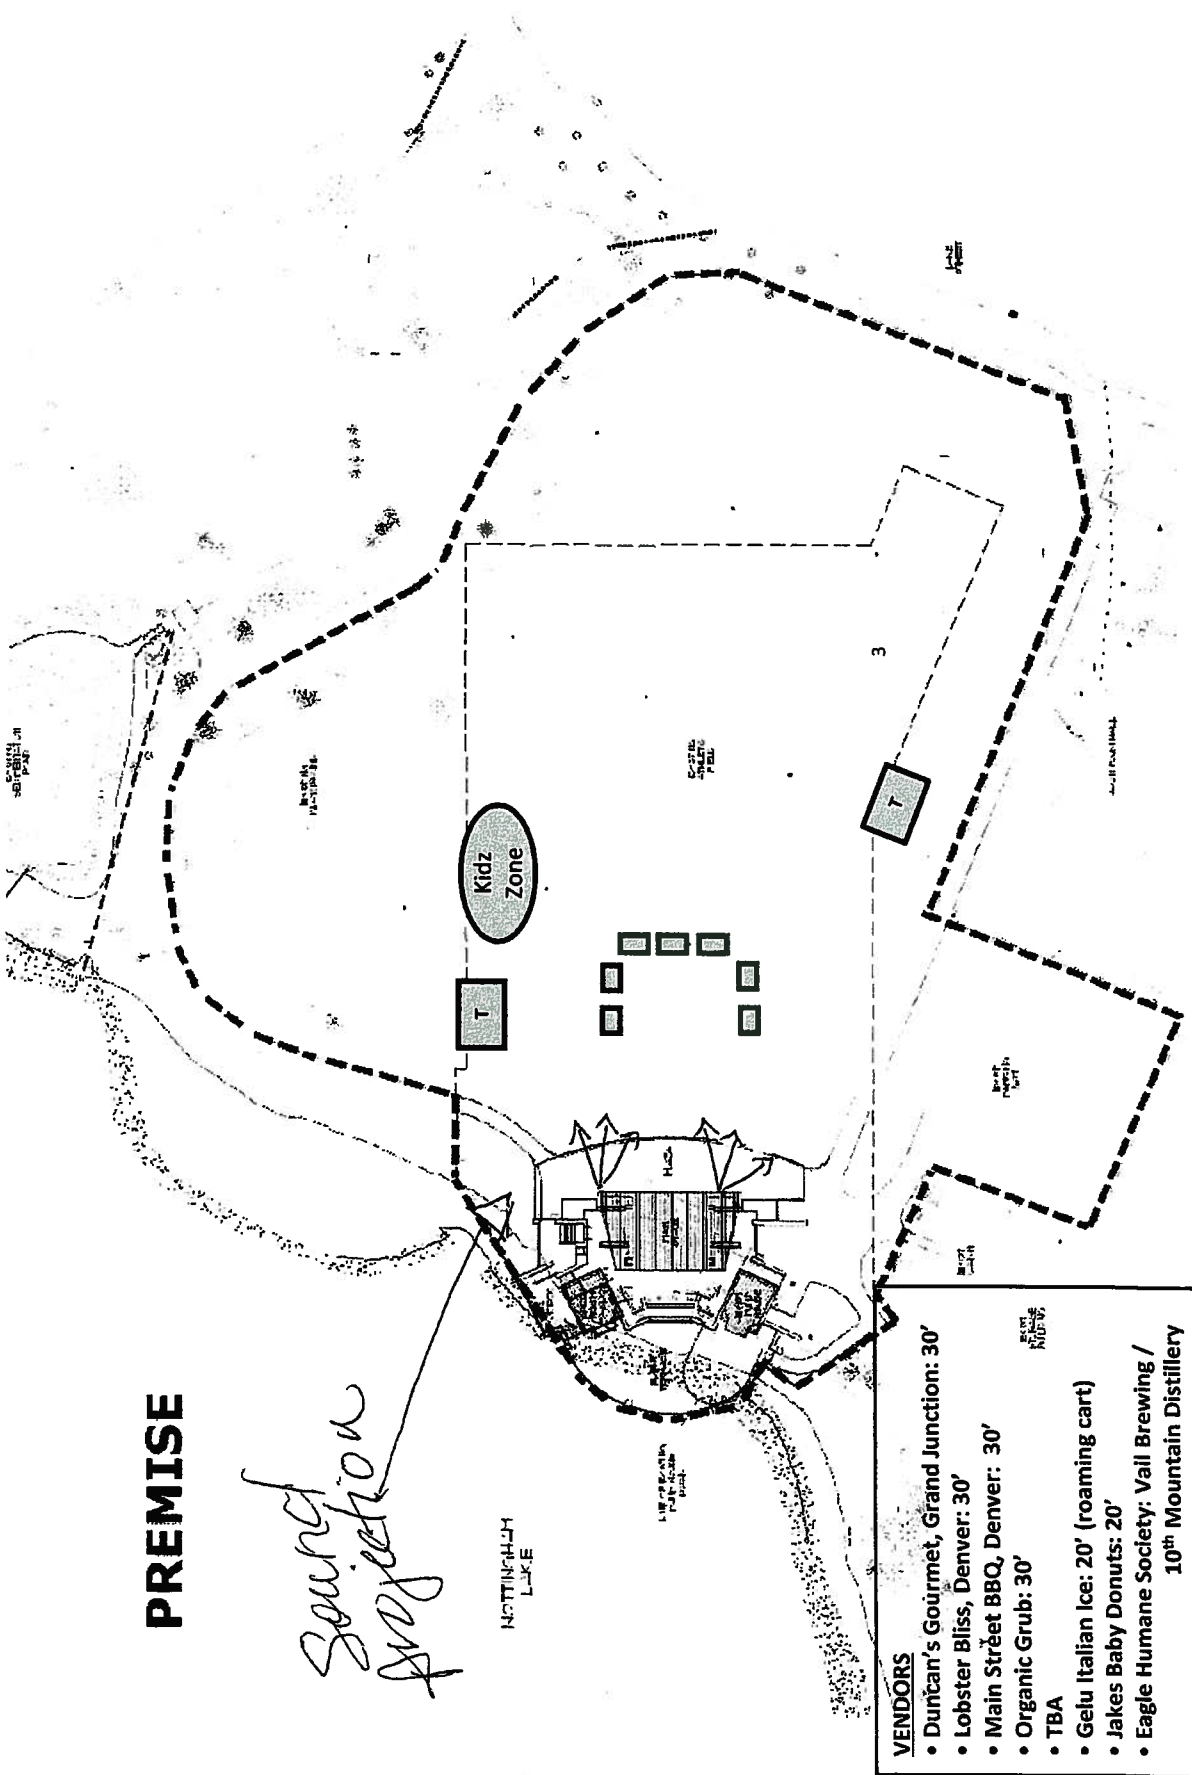 PREMISE
Sound
Projection
NOTTINGHAM
LAKE
Kidz
Zone
T
T
3
PLAZA
VENDORS
• Duncan's Gourmet, Grand Junction: 30'
• Lobster Bliss, Denver: 30'
• Main Street BBQ, Denver: 30'
• Organic Grub: 30'
• TBA
• Gelu Italian Ice: 20' (roaming cart)
• Jakes Baby Donuts: 20'
• Eagle Humane Society: Vail Brewing /
10th Mountain Distillery